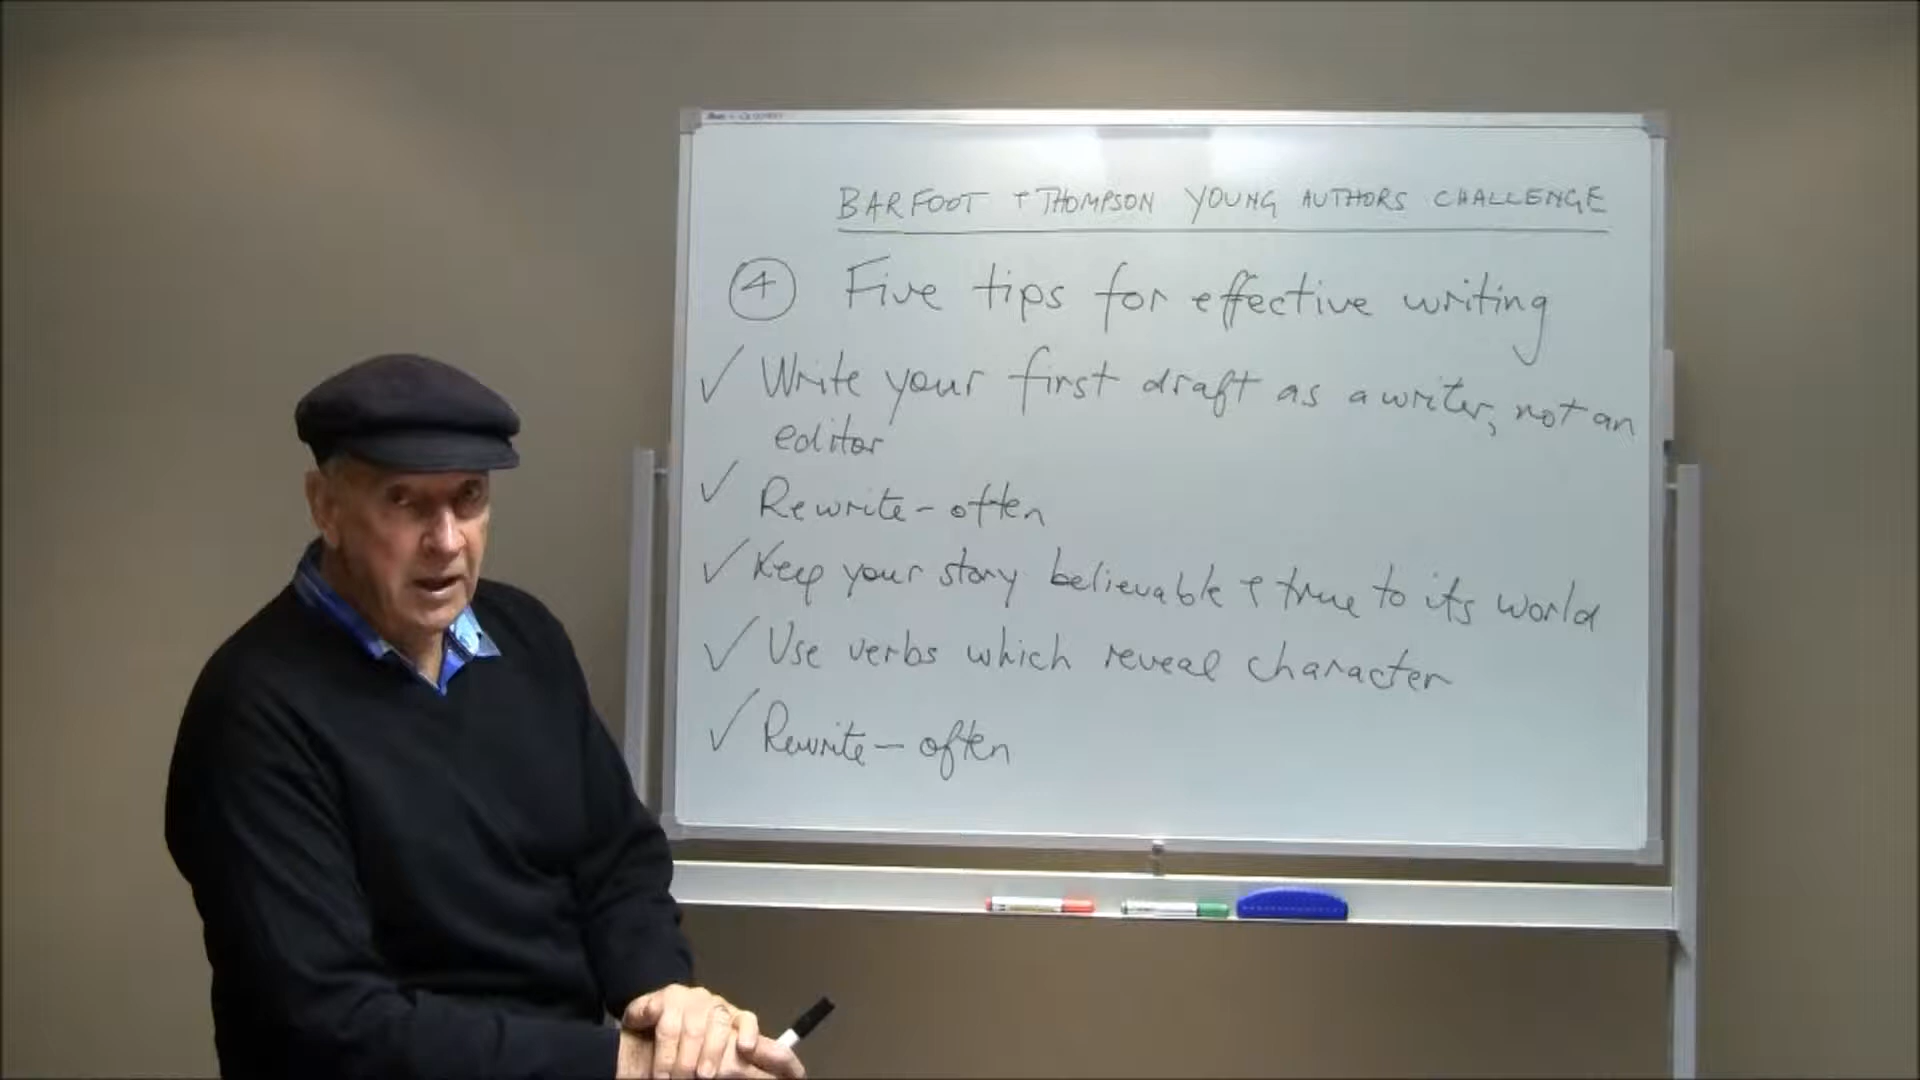 BARFOOT + THOMPSON YOUNG AUTHORS CHALLENGE
④ Five tips for effective writing
✓ Write your first draft as a writer, not an
editor
✓ Rewrite - often
✓ Keep your story believable & true to its world
✓ Use verbs which reveal character
✓ Rewrite - often